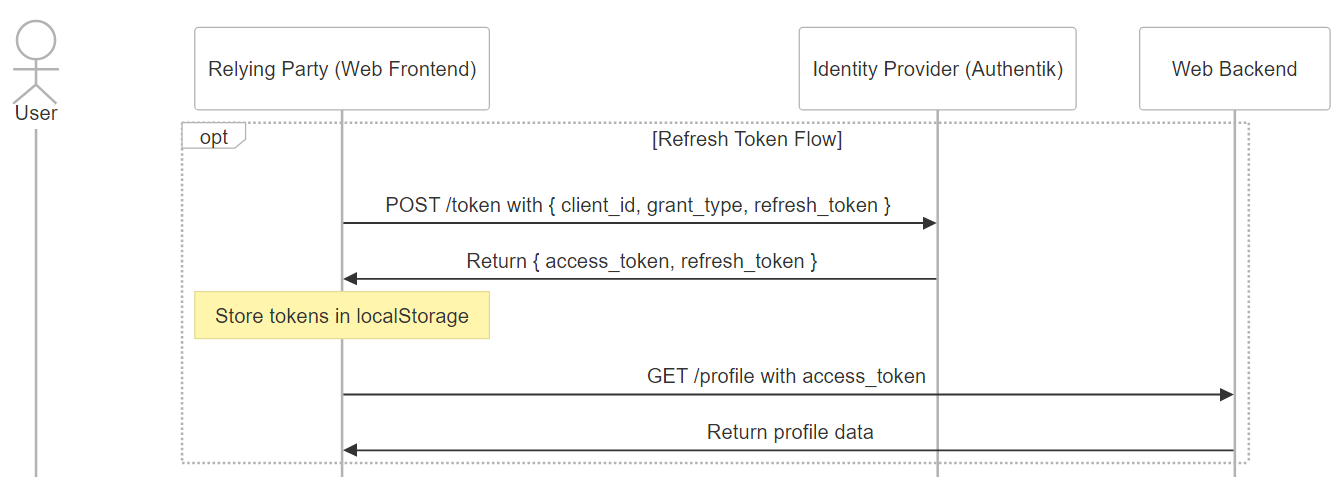 User
Relying Party (Web Frontend)
Identity Provider (Authentik)
Web Backend
opt
[Refresh Token Flow]
POST /token with { client_id, grant_type, refresh_token }
Return { access_token, refresh_token }
Store tokens in localStorage
GET /profile with access_token
Return profile data